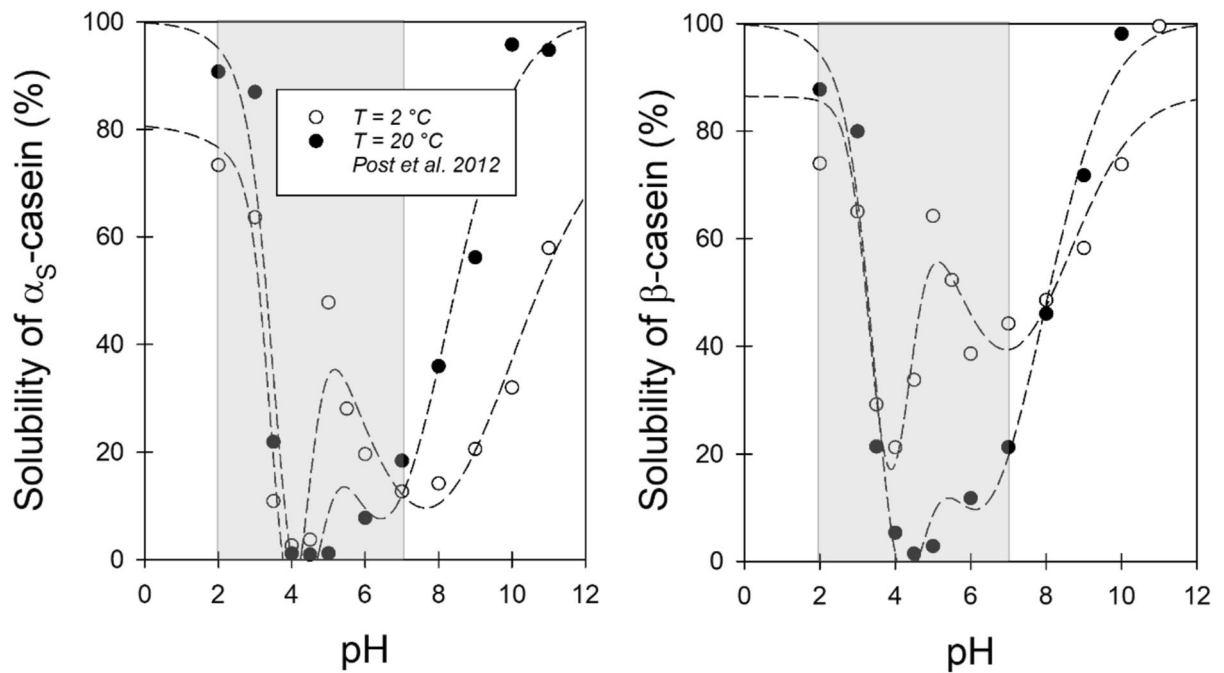 Solubility of αS-casein (%)
100
80
60
40
20
0
T = 2 °C
T = 20 °C
Post et al. 2012
0 2 4 6 8 10 12
pH
Solubility of β-casein (%)
100
80
60
40
20
0
0 2 4 6 8 10 12
pH